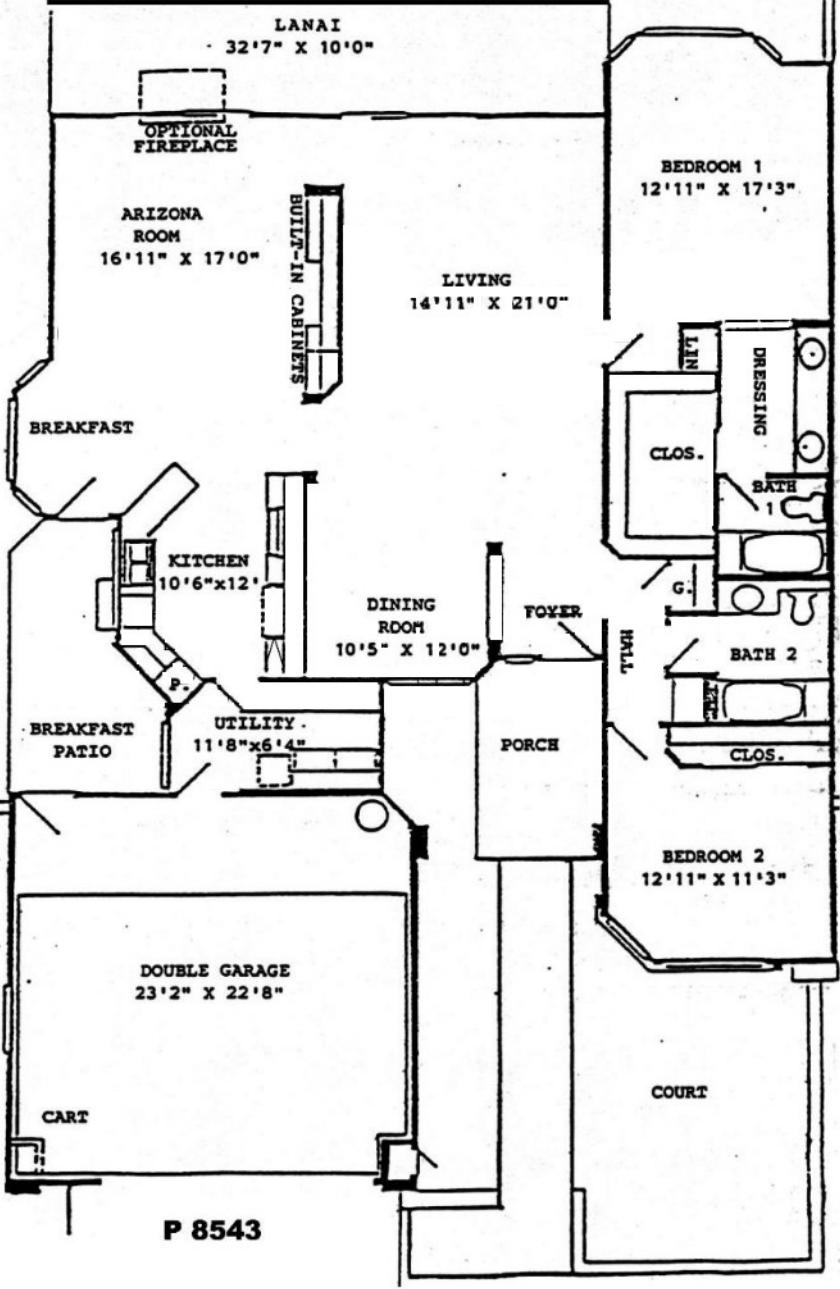 LANAI
32'7" X 10'0"
OPTIONAL
FIREPLACE
BEDROOM 1
12'11" X 17'3"
ARIZONA
ROOM
16'11" X 17'0"
BUILT-IN CABINETS
LIVING
14'11" X 21'0"
LIN
DRESSING
BREAKFAST
CLOS.
BATH
1
KITCHEN
10'6"x12'
G.
DINING
ROOM
10'5" X 12'0"
FOYER
HALL
BATH 2
P.
BREAKFAST
PATIO
UTILITY
11'8"x6'4"
PORCH
CLOS.
BEDROOM 2
12'11" X 11'3"
DOUBLE GARAGE
23'2" X 22'8"
COURT
CART
P 8543